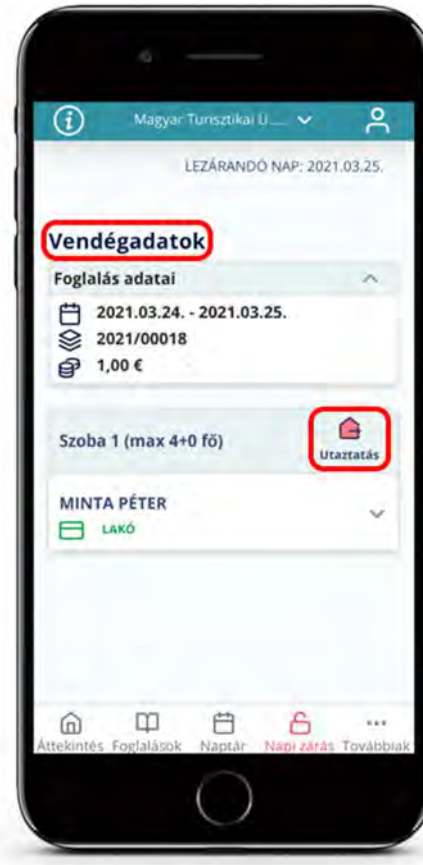 Magyar Turisztikai Ü...
LEZÁRANDÓ NAP: 2021.03.25.
Vendégadatok
Foglalás adatai
2021.03.24. - 2021.03.25.
2021/00018
1,00 €
Szoba 1 (max 4+0 fő)
Utaztatás
MINTA PÉTER
LAKÓ
Áttekintés Foglalások Naptár Napi zárás Továbbiak